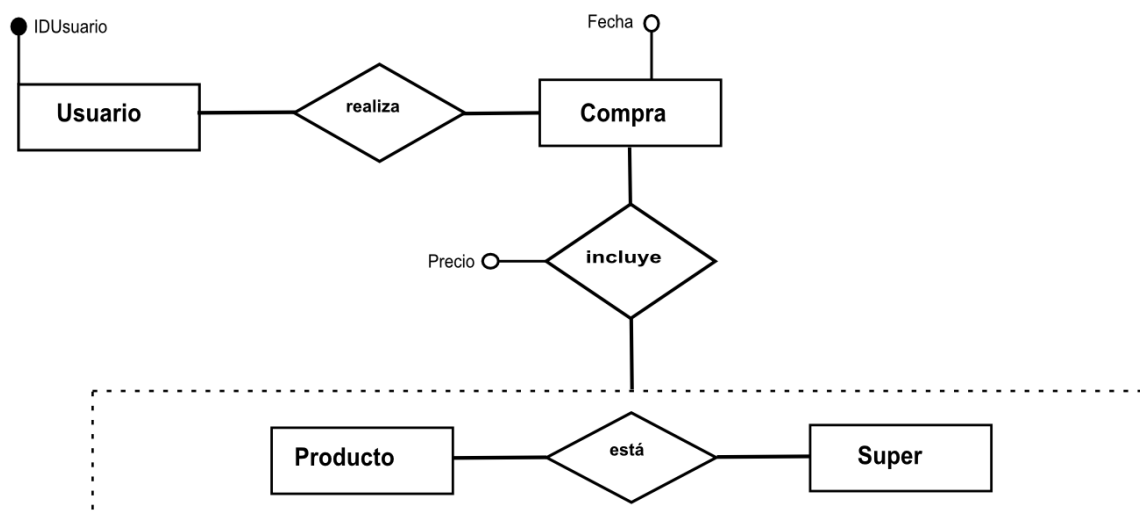 IDUsuario
Fecha
Usuario
realiza
Compra
Precio
incluye
Producto
está
Super